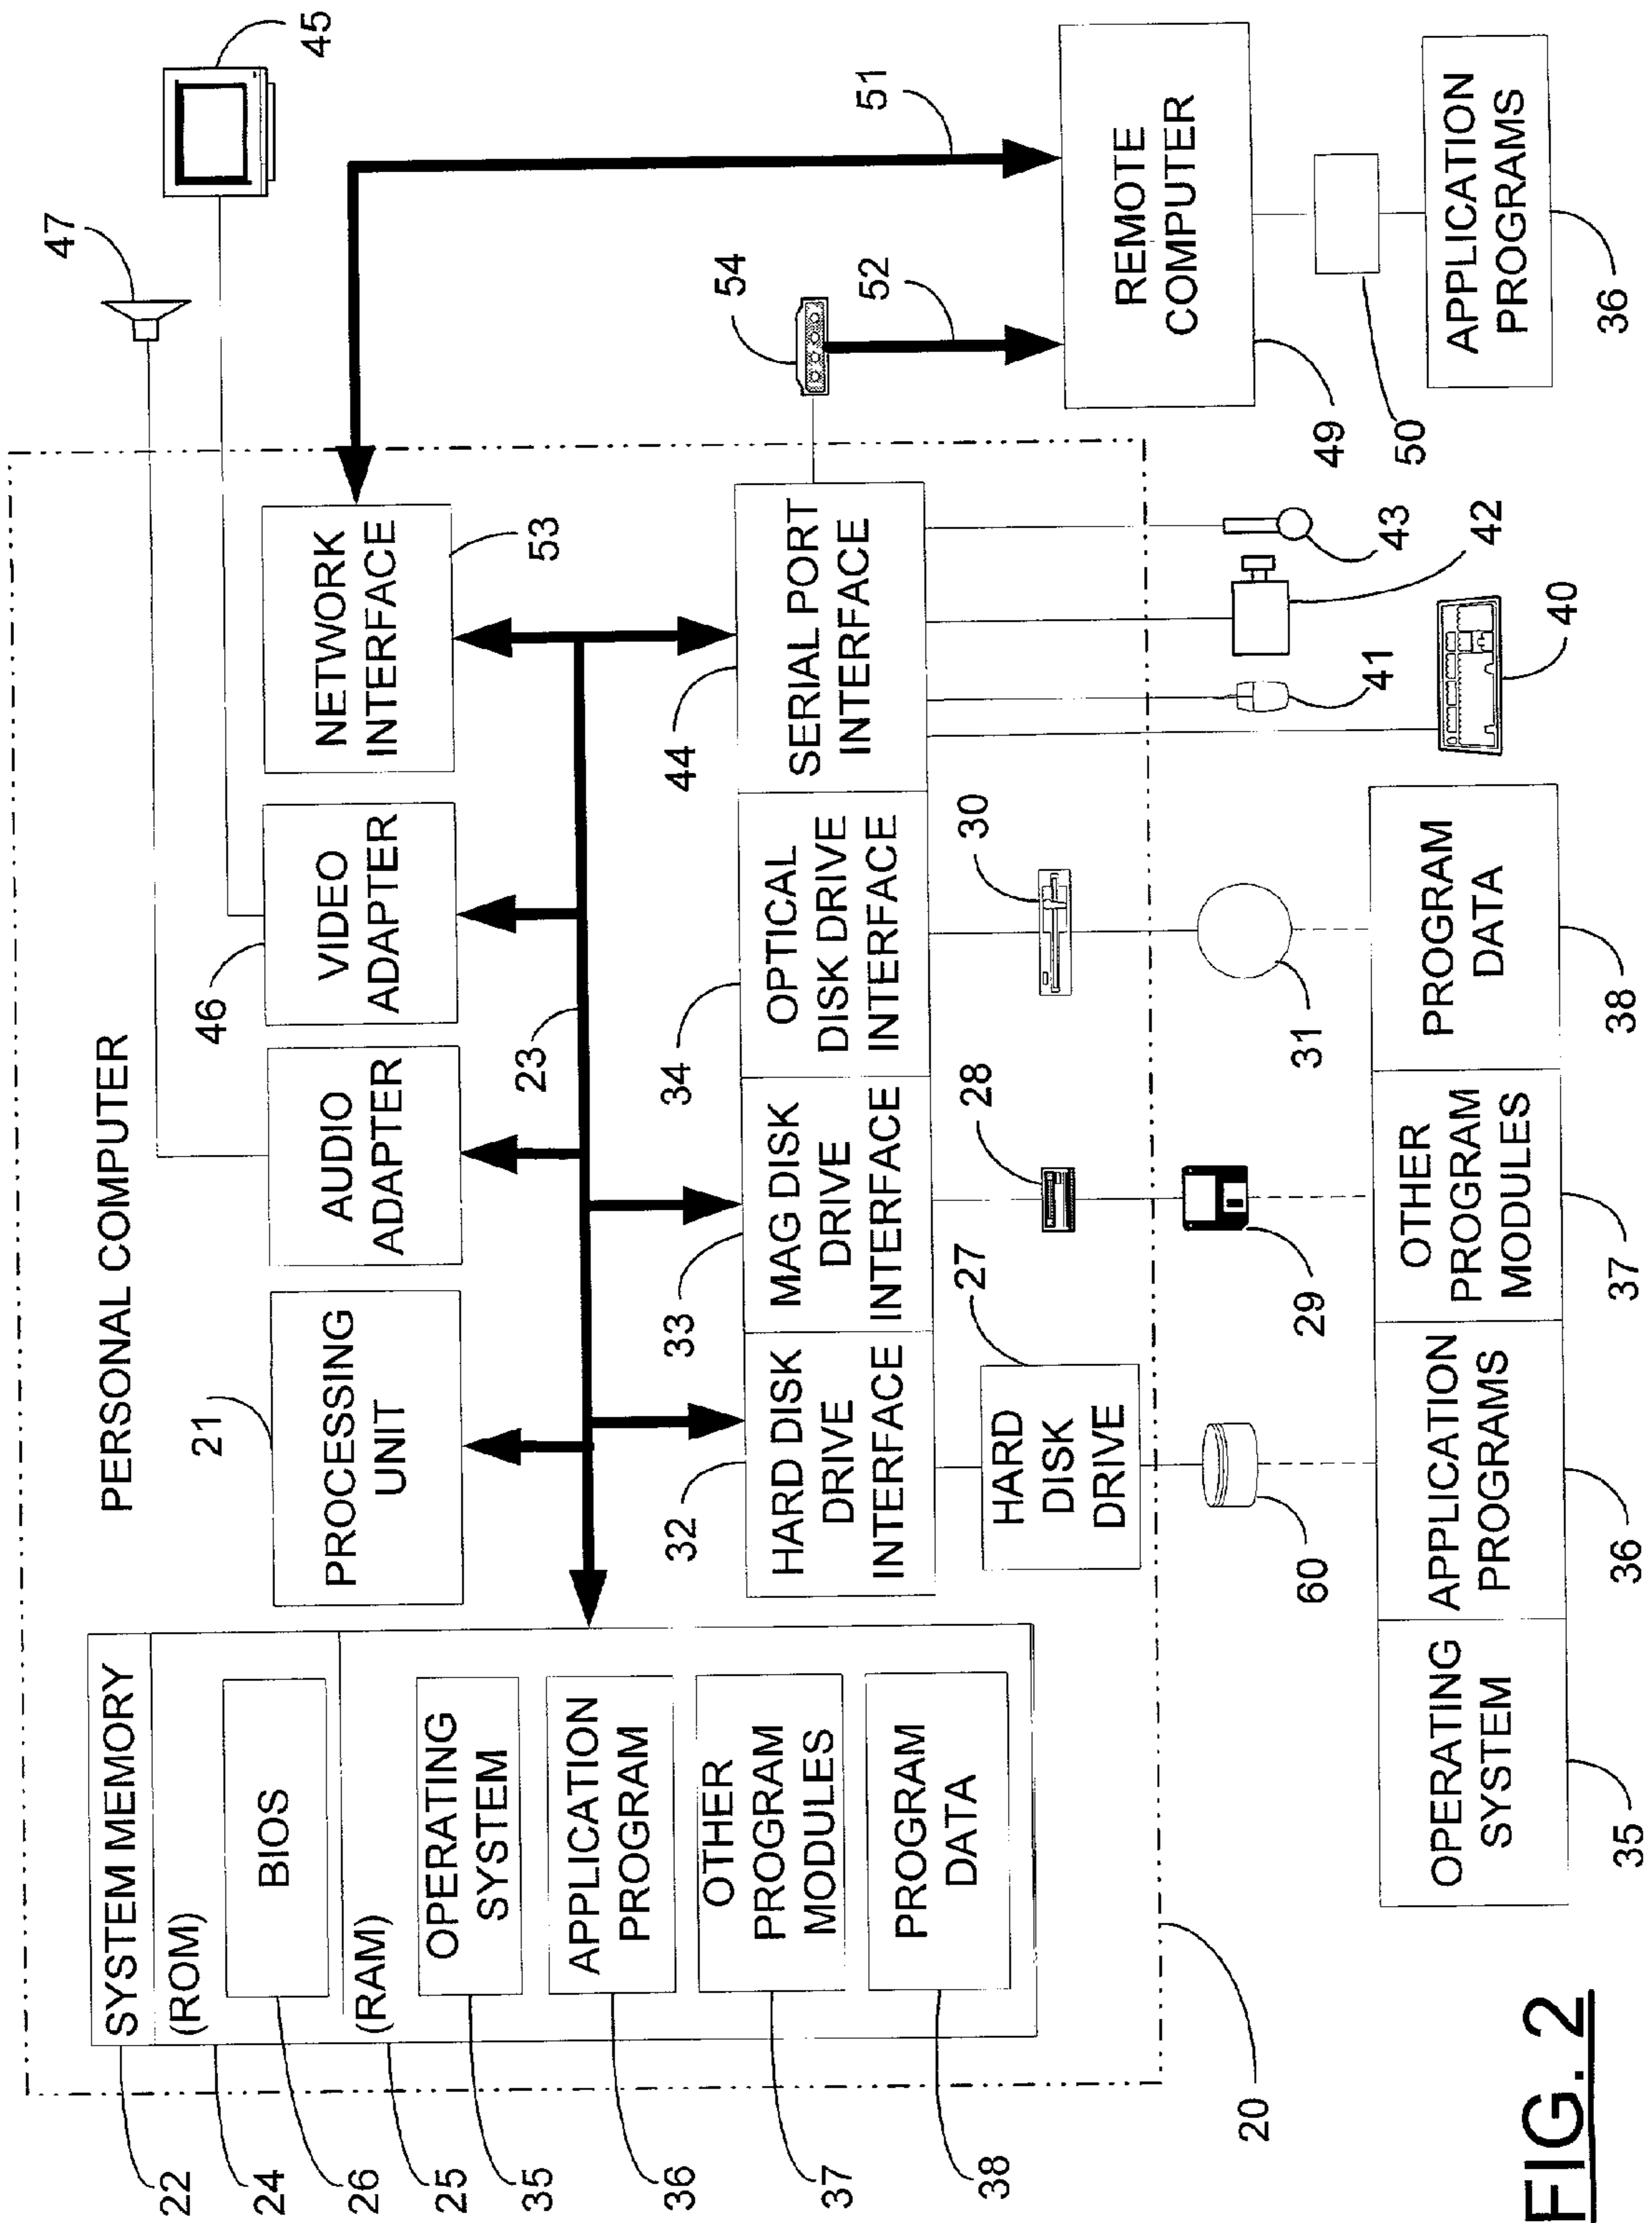 PERSONAL COMPUTER
47
45
SYSTEM MEMORY
22
(ROM)
24
BIOS
26
(RAM)
25
OPERATING
SYSTEM
35
APPLICATION
PROGRAM
36
OTHER
PROGRAM
MODULES
37
PROGRAM
DATA
38
21
PROCESSING
UNIT
AUDIO
ADAPTER
46
VIDEO
ADAPTER
NETWORK
INTERFACE
53
23
32
HARD DISK
DRIVE
INTERFACE
33
MAG DISK
DRIVE
INTERFACE
34
OPTICAL
DISK DRIVE
INTERFACE
44
SERIAL PORT
INTERFACE
54
52
51
HARD
DISK
DRIVE
27
28
30
REMOTE
COMPUTER
49
20
60
29
31
41
42
43
40
50
OPERATING
SYSTEM
35
APPLICATION
PROGRAMS
36
OTHER
PROGRAM
MODULES
37
PROGRAM
DATA
38
APPLICATION
PROGRAMS
36
FIG. 2